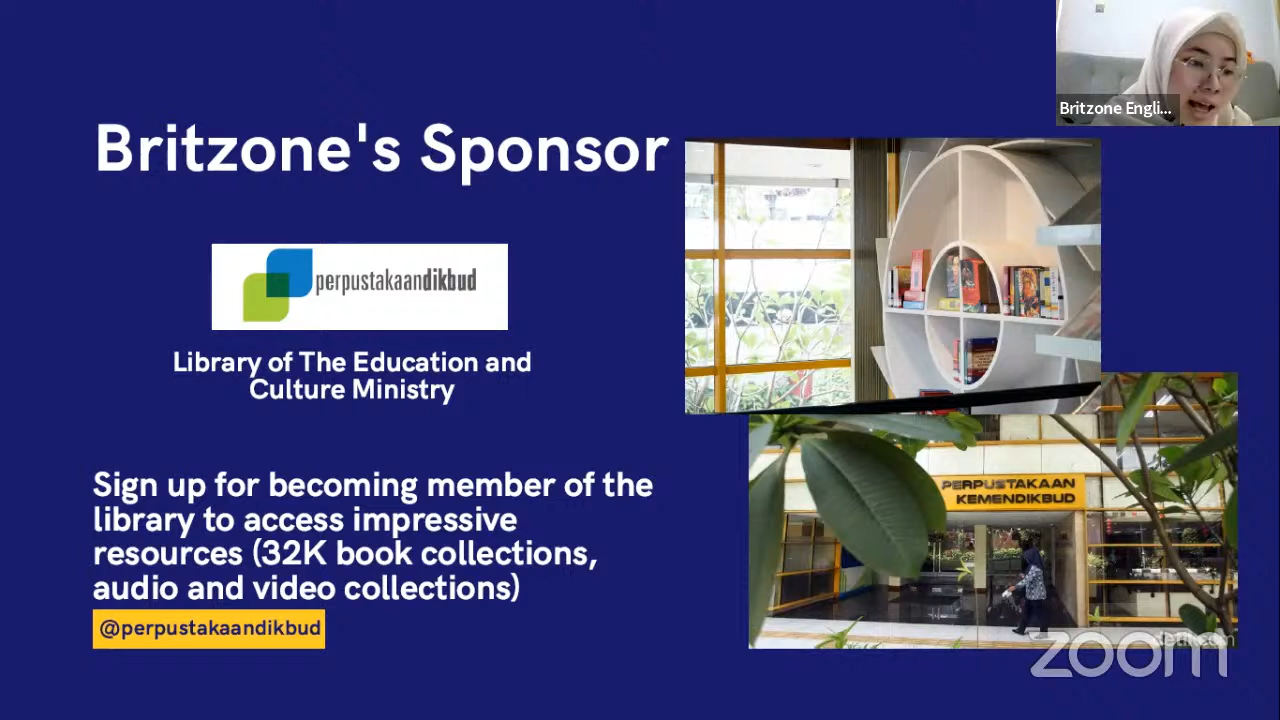 Britzone Engli...
Britzone's Sponsor
perpustakaandikbud
Library of The Education and
Culture Ministry
Sign up for becoming member of the
library to access impressive
resources (32K book collections,
audio and video collections)
@perpustakaandikbud
PERPUSTAKAAN
KEMENDIKBUD
detikcom
zoom